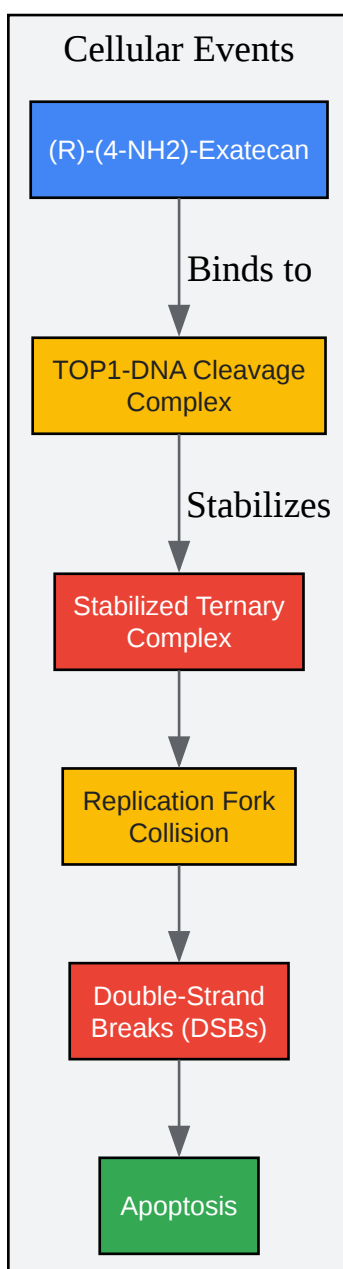 Cellular Events
(R)-(4-NH2)-Exatecan
Binds to
TOP1-DNA Cleavage
Complex
Stabilizes
Stabilized Ternary
Complex
Replication Fork
Collision
Double-Strand
Breaks (DSBs)
Apoptosis